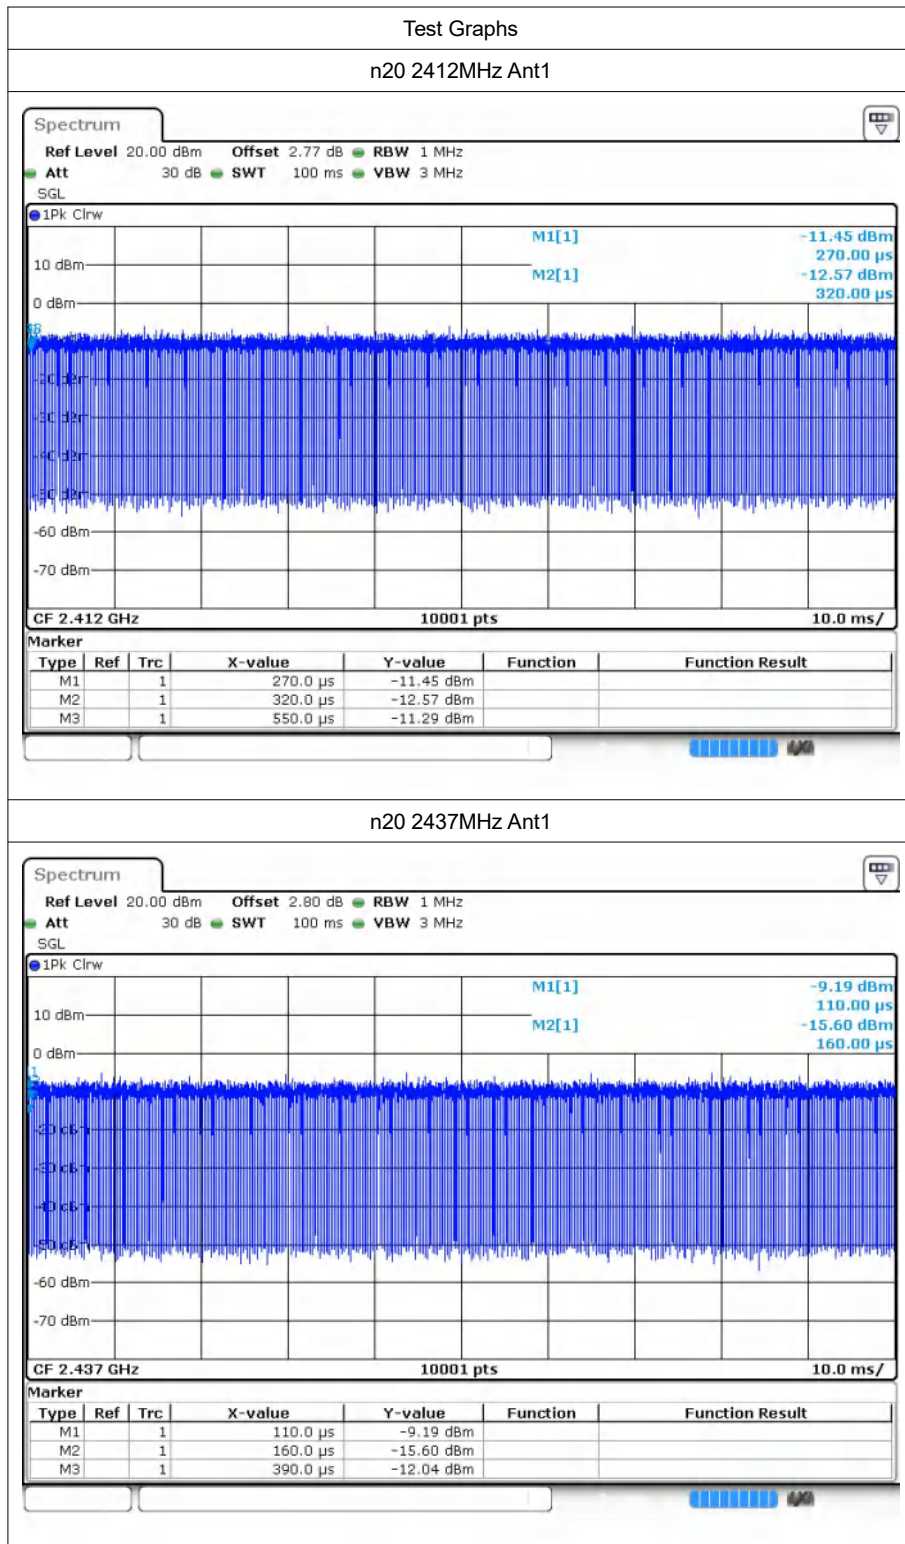 Test Graphs
n20 2412MHz Ant1
Spectrum
Ref Level 20.00 dBm Offset 2.77 dB RBW 1 MHz
Att 30 dB SWT 100 ms VBW 3 MHz
SGL
1Pk Clrw
M1[1] -11.45 dBm
270.00 µs
10 dBm
M2[1] -12.57 dBm
320.00 µs
0 dBm
-60 dBm
-70 dBm
CF 2.412 GHz 10001 pts 10.0 ms/
Marker
Type Ref Trc X-value Y-value Function Function Result
M1 1 270.0 µs -11.45 dBm
M2 1 320.0 µs -12.57 dBm
M3 1 550.0 µs -11.29 dBm
n20 2437MHz Ant1
Spectrum
Ref Level 20.00 dBm Offset 2.80 dB RBW 1 MHz
Att 30 dB SWT 100 ms VBW 3 MHz
SGL
1Pk Clrw
M1[1] -9.19 dBm
110.00 µs
10 dBm
M2[1] -15.60 dBm
160.00 µs
0 dBm
-60 dBm
-70 dBm
CF 2.437 GHz 10001 pts 10.0 ms/
Marker
Type Ref Trc X-value Y-value Function Function Result
M1 1 110.0 µs -9.19 dBm
M2 1 160.0 µs -15.60 dBm
M3 1 390.0 µs -12.04 dBm